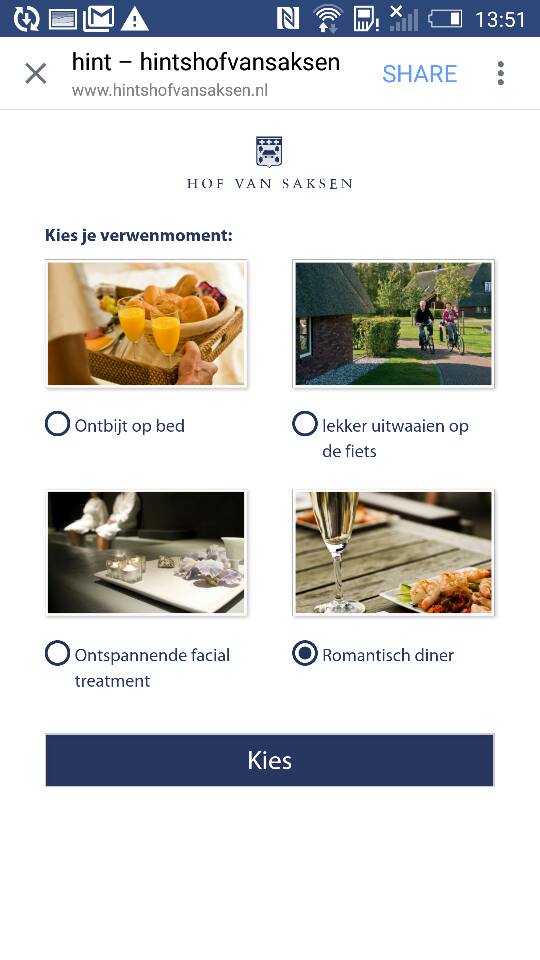 13:51
hint – hintshofvansaksen
www.hintshofvansaksen.nl
SHARE
HOF VAN SAKSEN
Kies je verwenmoment:
Ontbijt op bed
lekker uitwaaien op
de fiets
Ontspannende facial
treatment
Romantisch diner
Kies